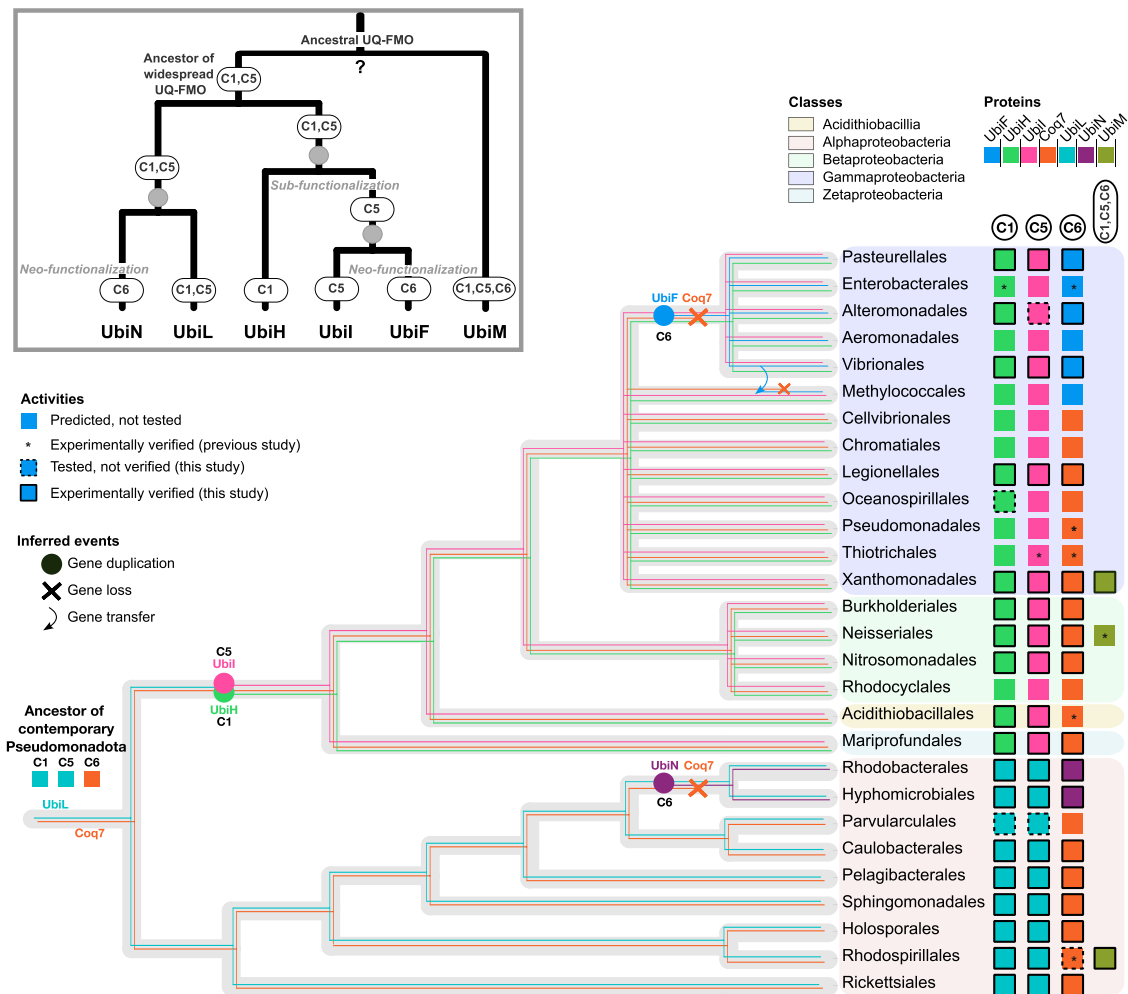 Ancestral UQ-FMO
?
Ancestor of
widespread
UQ-FMO
C1,C5
C1,C5
C1,C5
Sub-functionalization
C5
Neo-functionalization
Neo-functionalization
C6
C1,C5
C1
C5
C6
C1,C5,C6
UbiN
UbiL
UbiH
UbiI
UbiF
UbiM
Classes
Acidithiobacillia
Alphaproteobacteria
Betaproteobacteria
Gammaproteobacteria
Zetaproteobacteria
Proteins
UbiF
UbiH
UbiI
Coq7
UbiL
UbiN
UbiM
C1
C5
C6
C1,C5,C6
Activities
Predicted, not tested
* Experimentally verified (previous study)
Tested, not verified (this study)
Experimentally verified (this study)
Inferred events
Gene duplication
Gene loss
Gene transfer
Ancestor of
contemporary
Pseudomonadota
C1 C5 C6
UbiL
Coq7
C5
UbiI
UbiH
C1
UbiF Coq7
C6
UbiN Coq7
C6
Pasteurellales
Enterobacterales * *
Alteromonadales
Aeromonadales
Vibrionales
Methylococcales
Cellvibrionales
Chromatiales
Legionellales
Oceanospirillales
Pseudomonadales *
Thiotrichales * *
Xanthomonadales
Burkholderiales
Neisseriales *
Nitrosomonadales
Rhodocyclales
Acidithiobacillales *
Mariprofundales
Rhodobacterales
Hyphomicrobiales
Parvularculales
Caulobacterales
Pelagibacterales
Sphingomonadales
Holosporales
Rhodospirillales *
Rickettsiales